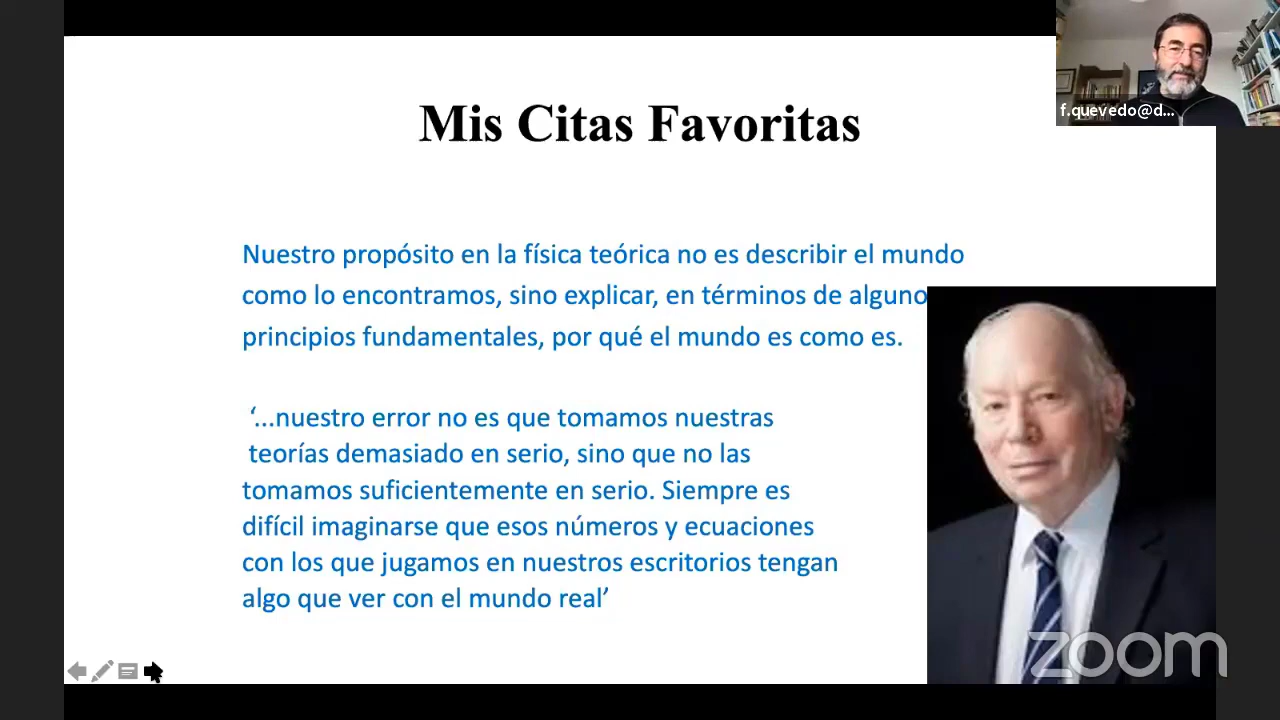 Mis Citas Favoritas
f.quevedo@d...
Nuestro propósito en la física teórica no es describir el mundo
como lo encontramos, sino explicar, en términos de alguno
principios fundamentales, por qué el mundo es como es.
‘...nuestro error no es que tomamos nuestras
teorías demasiado en serio, sino que no las
tomamos suficientemente en serio. Siempre es
difícil imaginarse que esos números y ecuaciones
con los que jugamos en nuestros escritorios tengan
algo que ver con el mundo real’
zoom